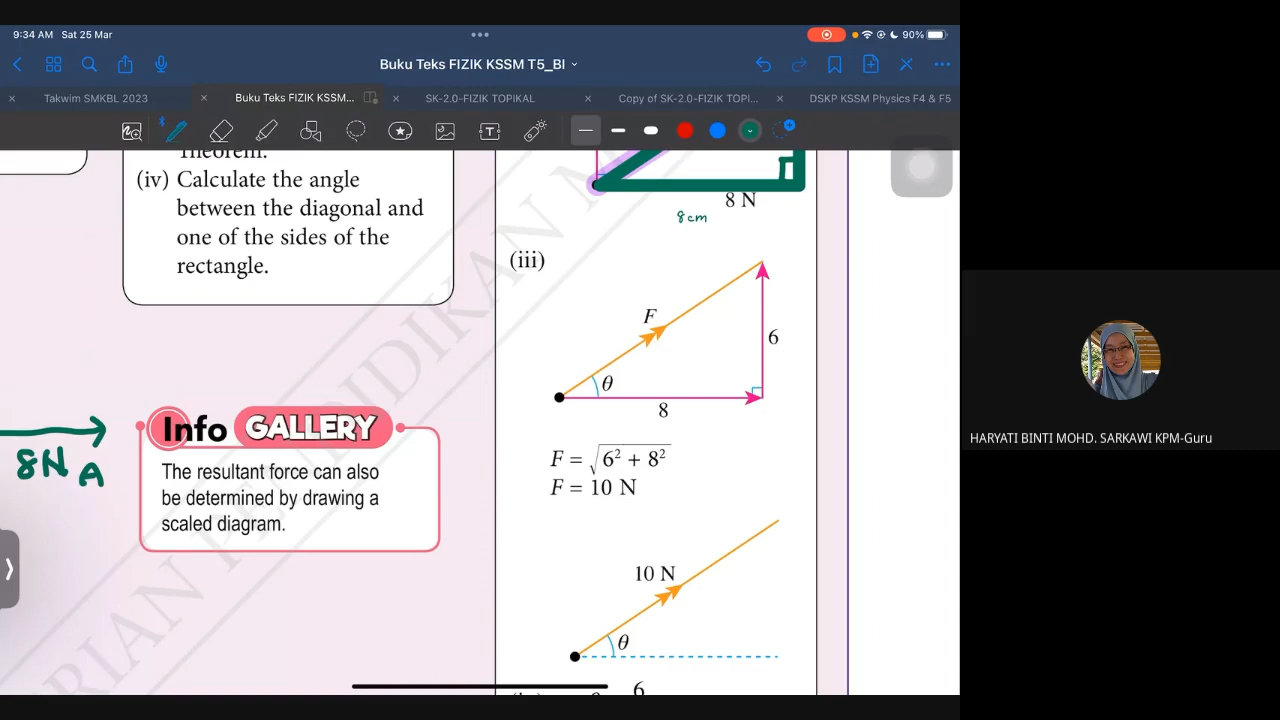 9:34 AM Sat 25 Mar
90%
Buku Teks FIZIK KSSM T5_BI
Takwim SMKBL 2023
Buku Teks FIZIK KSSM...
SK-2.0-FIZIK TOPIKAL
Copy of SK-2.0-FIZIK TOPI...
DSKP KSSM Physics F4 & F5
Theorem.
(iv) Calculate the angle
between the diagonal and
one of the sides of the
rectangle.
8 N
8 cm
(iii)
F
6
θ
8
F = √6² + 8²
F = 10 N
8N A
Info GALLERY
The resultant force can also
be determined by drawing a
scaled diagram.
10 N
θ
6
RIAN PENDIDIKAN M
HARYATI BINTI MOHD. SARKAWI KPM-Guru